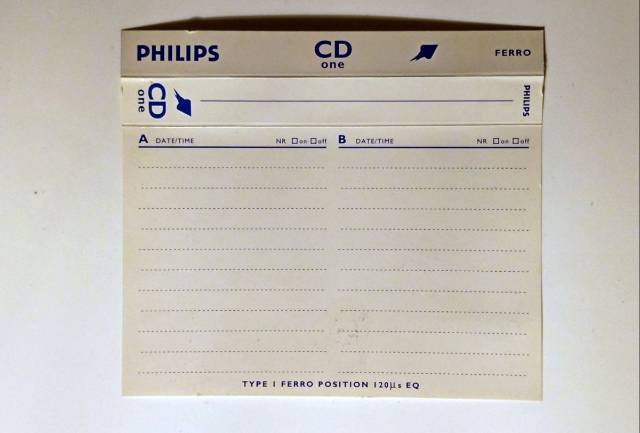 PHILIPS CD one FERRO
CD one PHILIPS
A DATE/TIME NR on off B DATE/TIME NR on off
TYPE I FERRO POSITION 120µs EQ